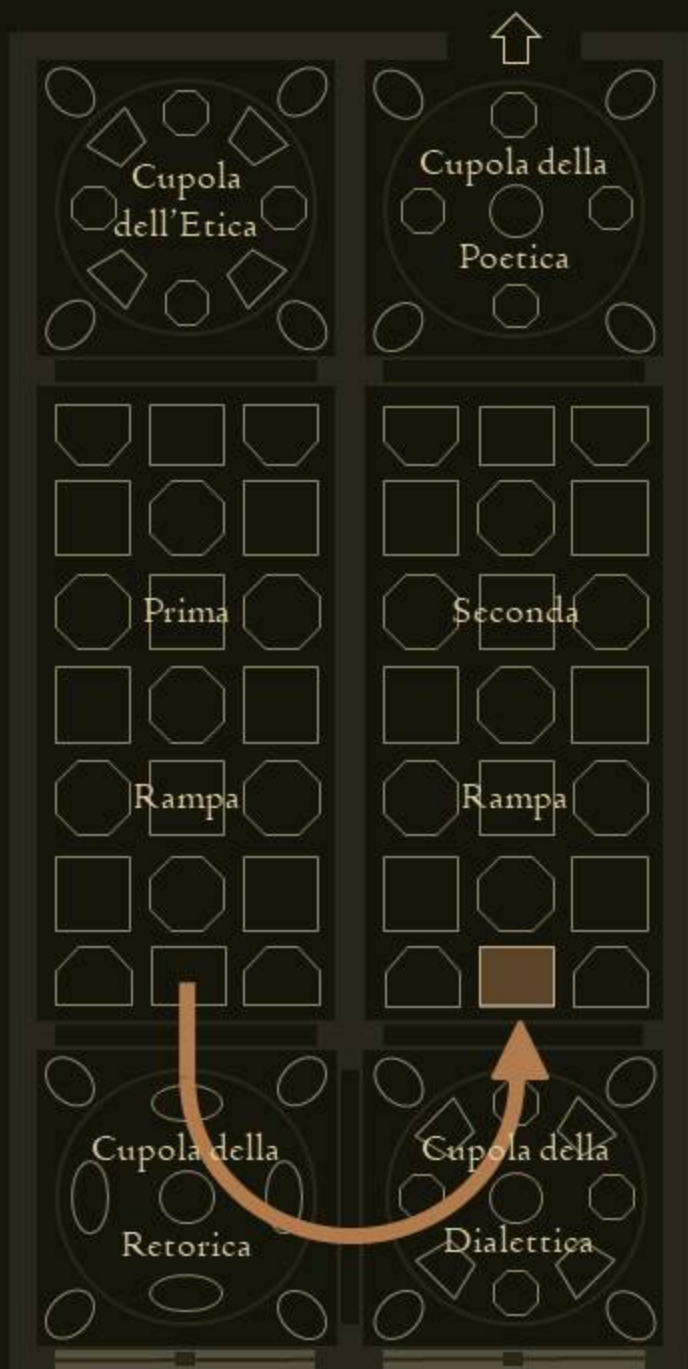 Cupola
dell'Etica
Cupola della
Poetica
Prima
Rampa
Seconda
Rampa
Cupola della
Retorica
Cupola della
Dialettica